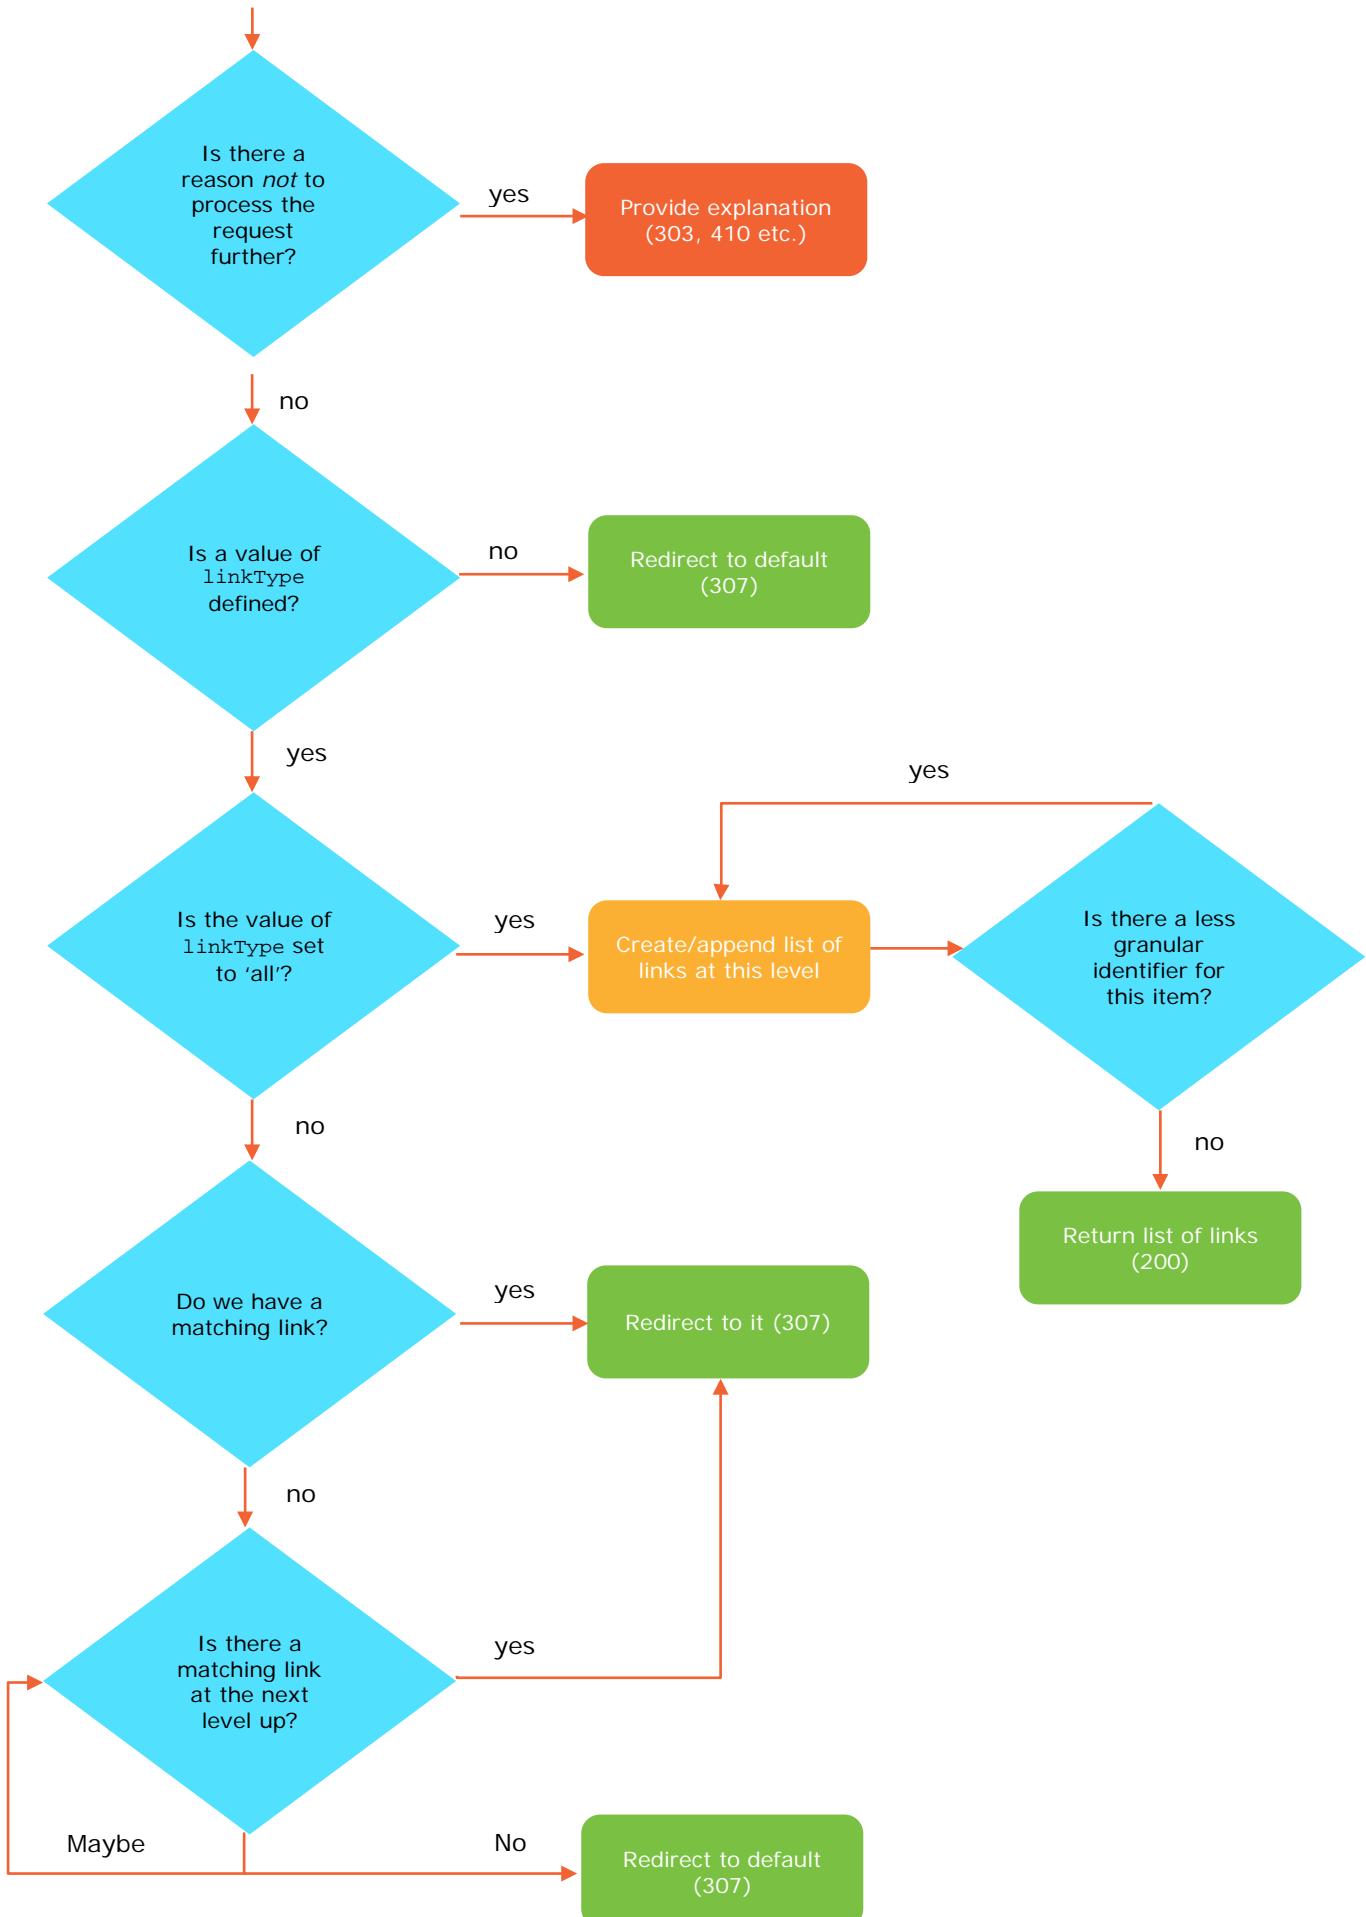 Is there a
reason not to
process the
request
further?
yes
Provide explanation
(303, 410 etc.)
no
Is a value of
linkType
defined?
no
Redirect to default
(307)
yes
yes
Is the value of
linkType set
to ‘all’?
yes
Create/append list of
links at this level
Is there a less
granular
identifier for
this item?
no
no
Return list of links
(200)
Do we have a
matching link?
yes
Redirect to it (307)
no
Is there a
matching link
at the next
level up?
yes
Maybe
No
Redirect to default
(307)